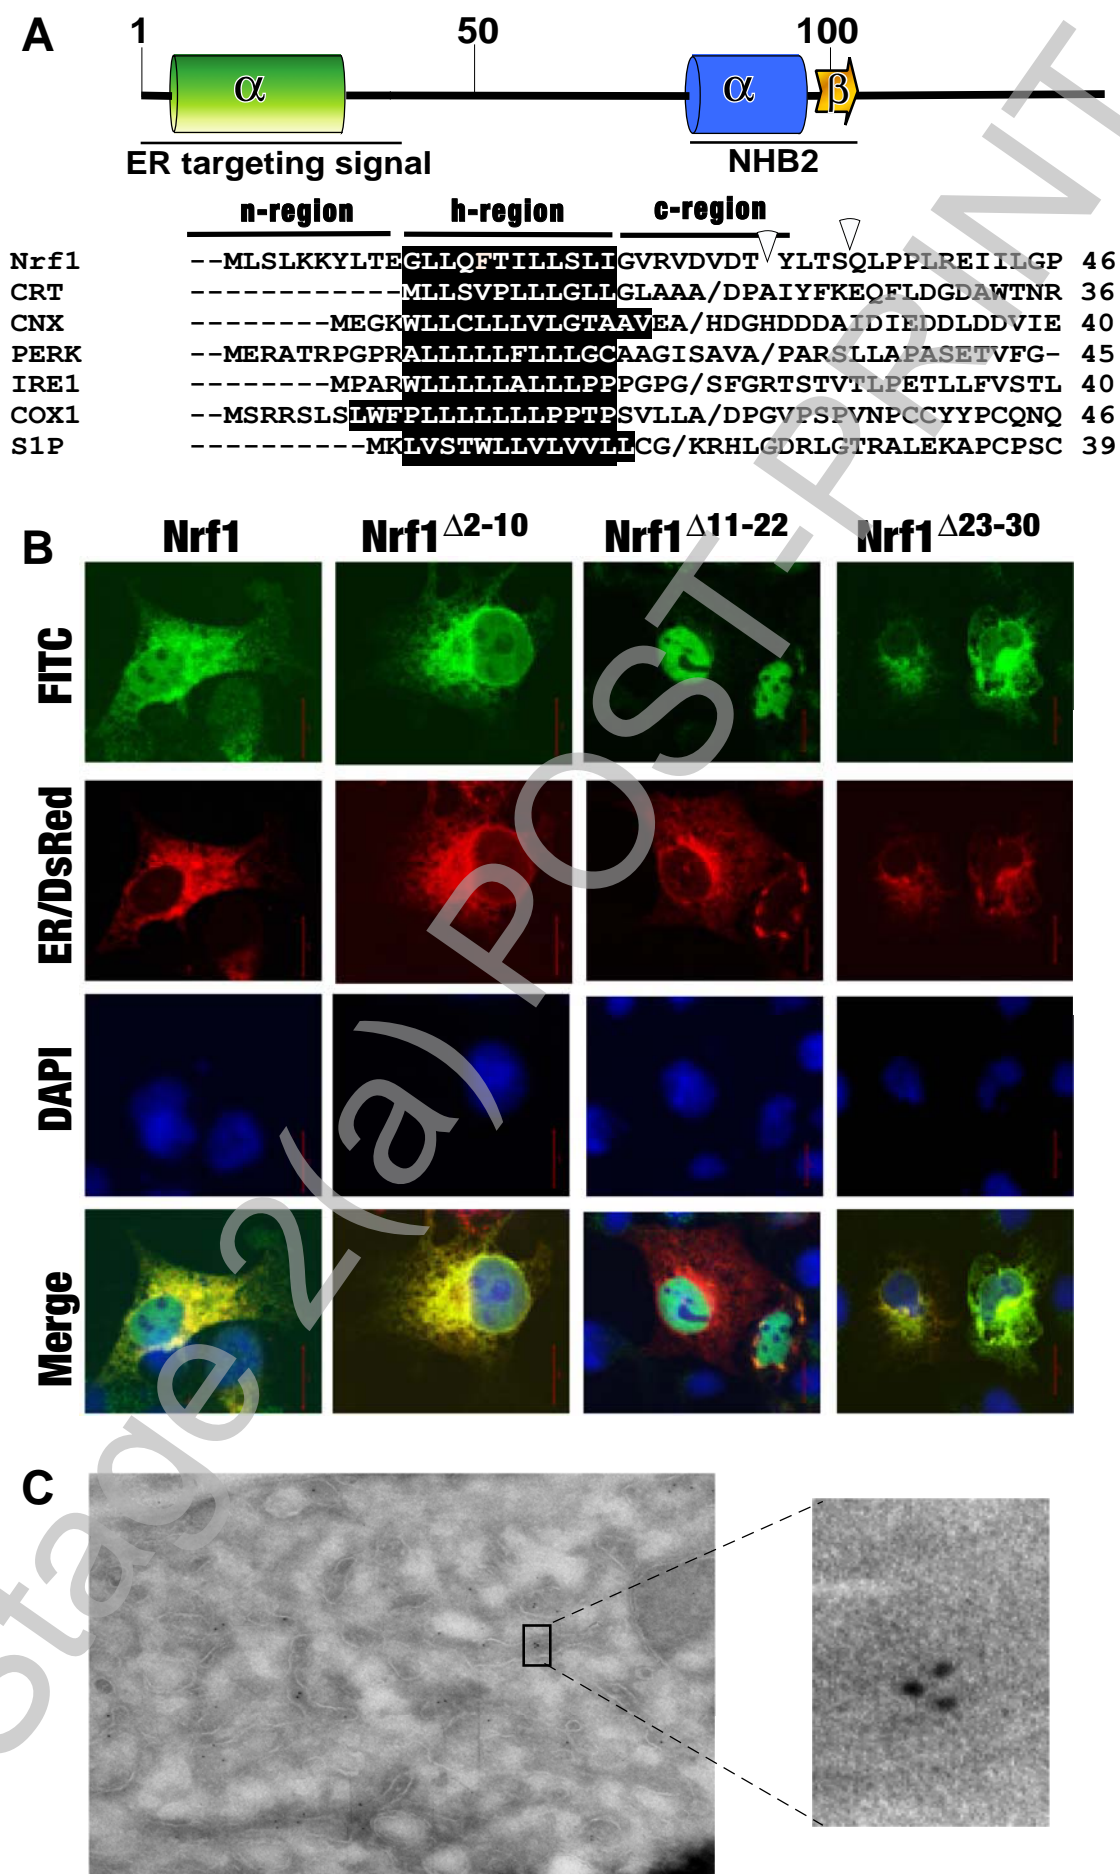 A
1 50 100
α α β
ER targeting signal NHB2
n-region h-region c-region
Nrf1 --MLSLKKYLTEGLLQFTILLSLIGVRVDVDT YLTSQLPPLREIILGP 46
CRT ------------MLLSVPLLLGLLGLAAA/DPAIYFKEQFLDGDAWTNR 36
CNX --------MEGKWLLCLLLVLGTAAVEA/HDGHDDDAIDIEDDLDDVIE 40
PERK --MERATRPGPRALLLLLFLLLGCAAGISAVA/PARSLLAPASETVFG- 45
IRE1 --------MPARWLLLLLALLLPPPGPG/SFGRTSTVTLPETLLFVSTL 40
COX1 --MSRRSLSLWFPLLLLLLLPPTPSVLLA/DPGVPSPVNPCCYYPCQNQ 46
S1P ----------MKLVSTWLLVLVVLLCG/KRHLGDRLGTRALEKAPCPSC 39
B
Nrf1 Nrf1Δ2-10 Nrf1Δ11-22 Nrf1Δ23-30
FITC
ER/DsRed
DAPI
Merge
C
Stage 2(a) POST-PRINT